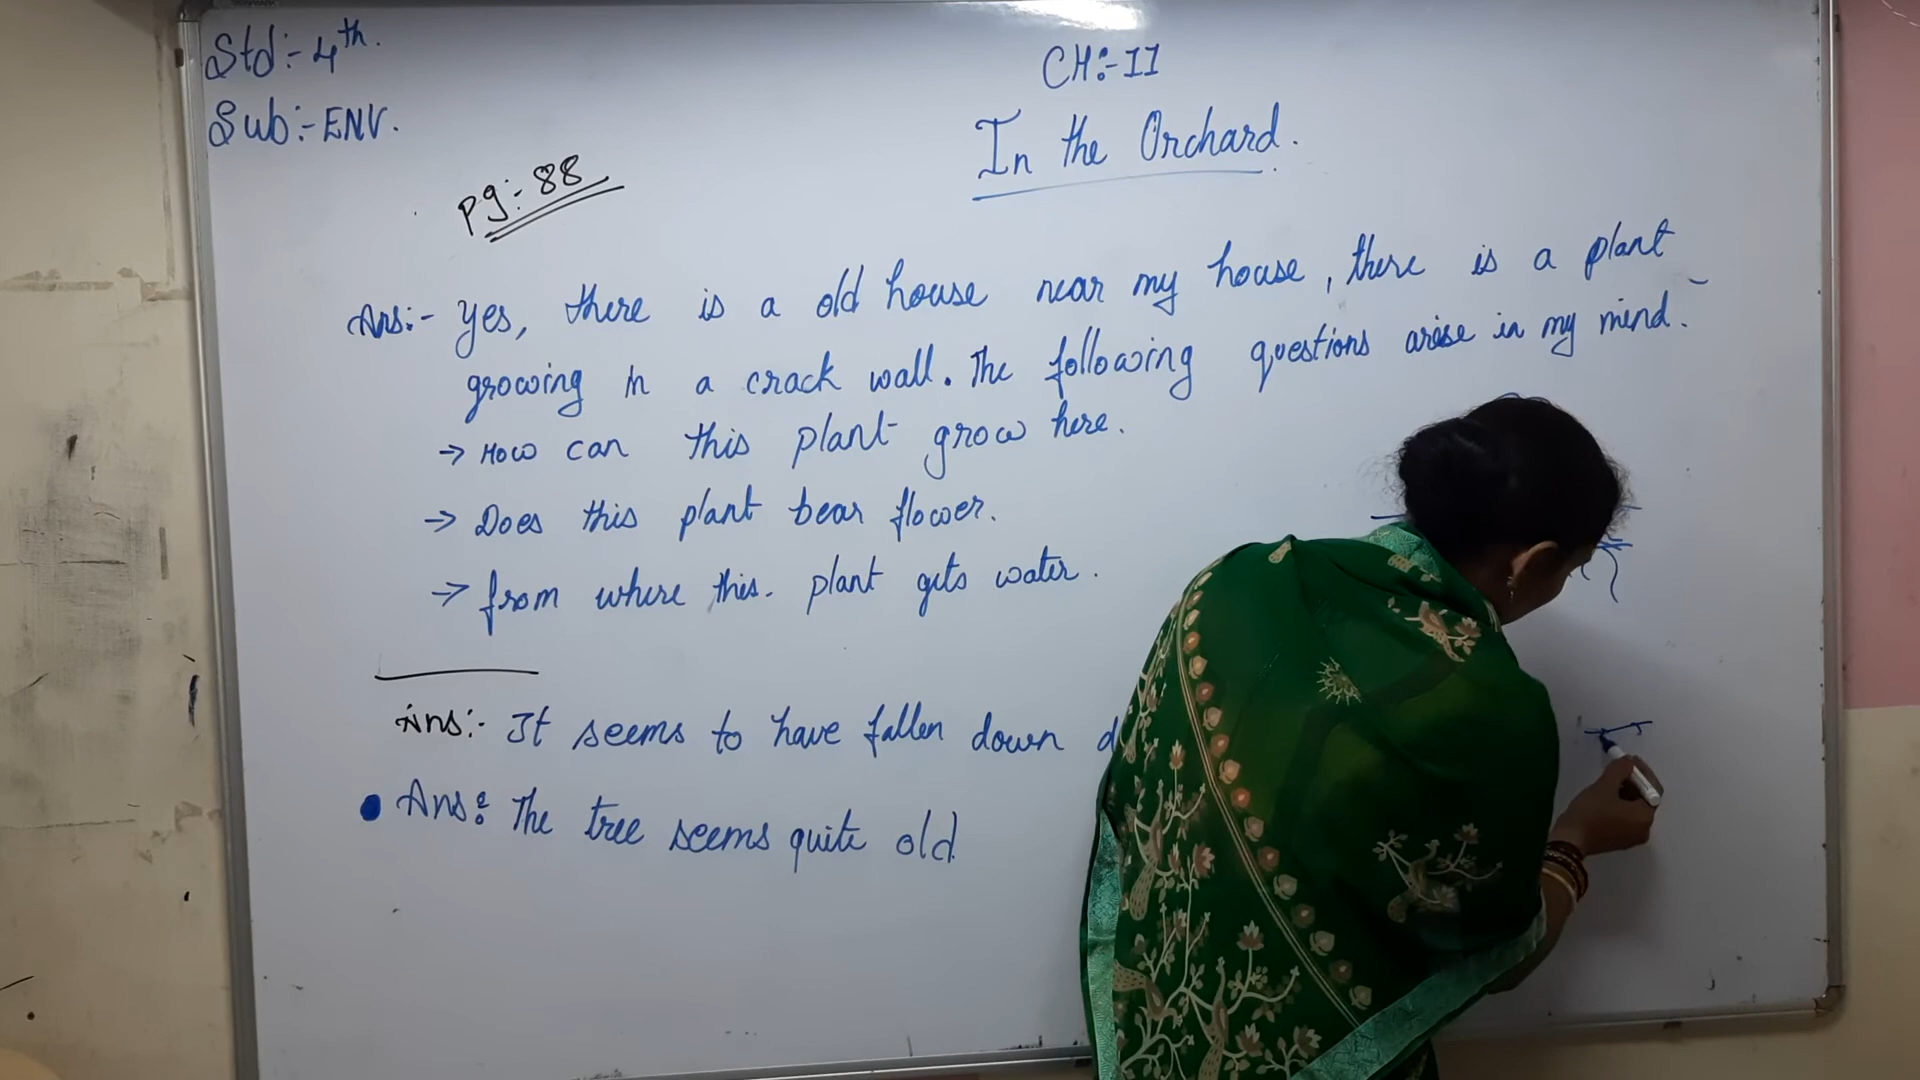 Std:- 4th.
Sub:- ENV.
CH:- II
In the Orchard.
pg:- 88
Ans:- Yes, there is a old house near my house, there is a plant
growing in a crack wall. The following questions arise in my mind.
→ How can this plant grow here.
→ Does this plant bear flower.
→ from where this. plant gets water.
Ans:- It seems to have fallen down
• Ans: The tree seems quite old.